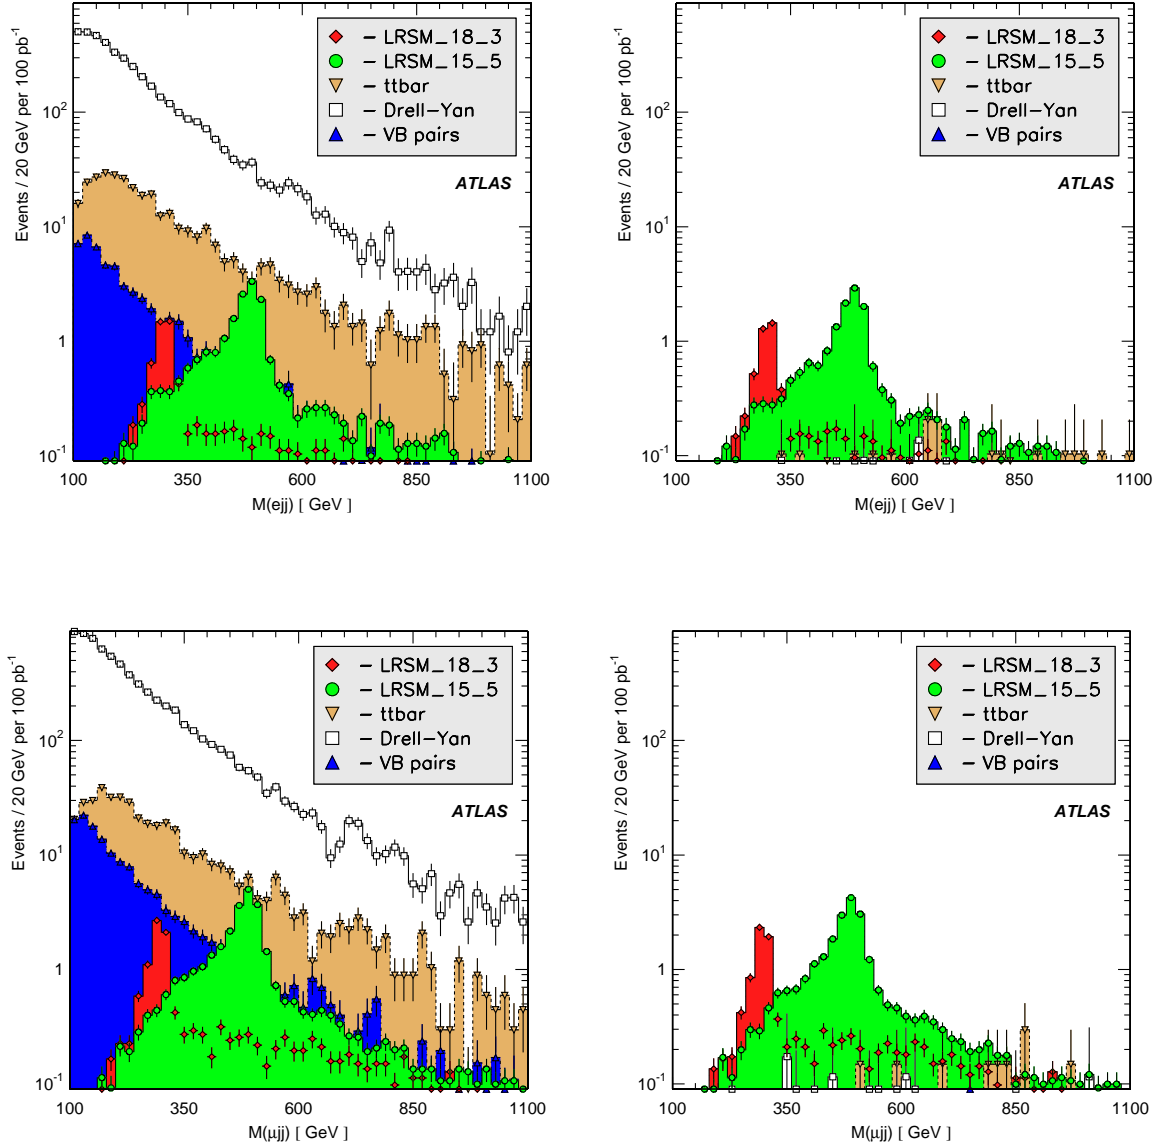 Events / 20 GeV per 100 pb-1
10²
10
1
10⁻¹
– LRSM_18_3
– LRSM_15_5
– ttbar
– Drell–Yan
– VB pairs
ATLAS
100 350 600 850 1100
M(ejj) [ GeV ]
Events / 20 GeV per 100 pb-1
10²
10
1
10⁻¹
– LRSM_18_3
– LRSM_15_5
– ttbar
– Drell–Yan
– VB pairs
ATLAS
100 350 600 850 1100
M(ejj) [ GeV ]
Events / 20 GeV per 100 pb-1
10²
10
1
10⁻¹
– LRSM_18_3
– LRSM_15_5
– ttbar
– Drell–Yan
– VB pairs
ATLAS
100 350 600 850 1100
M(μjj) [ GeV ]
Events / 20 GeV per 100 pb-1
10²
10
1
10⁻¹
– LRSM_18_3
– LRSM_15_5
– ttbar
– Drell–Yan
– VB pairs
ATLAS
100 350 600 850 1100
M(μjj) [ GeV ]